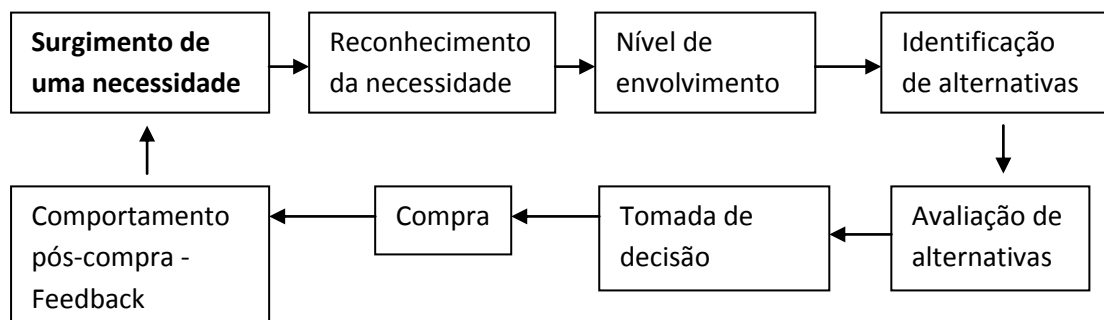 Surgimento de
uma necessidade
Reconhecimento
da necessidade
Nível de
envolvimento
Identificação
de alternativas
Avaliação de
alternativas
Tomada de
decisão
Compra
Comportamento
pós-compra -
Feedback